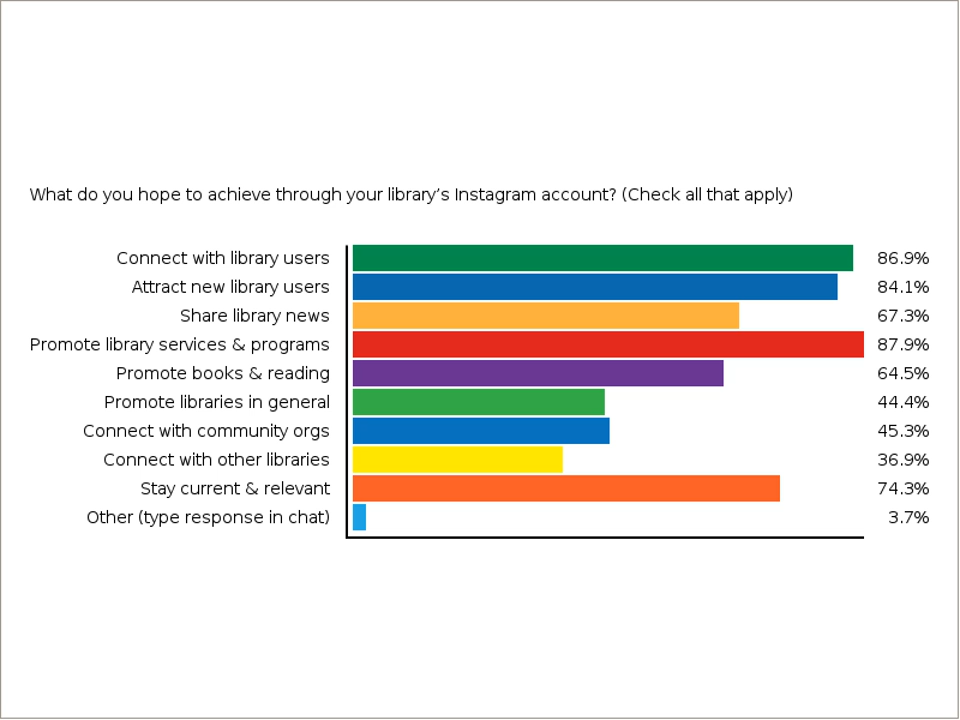 What do you hope to achieve through your library’s Instagram account? (Check all that apply)
Connect with library users 86.9%
Attract new library users 84.1%
Share library news 67.3%
Promote library services & programs 87.9%
Promote books & reading 64.5%
Promote libraries in general 44.4%
Connect with community orgs 45.3%
Connect with other libraries 36.9%
Stay current & relevant 74.3%
Other (type response in chat) 3.7%